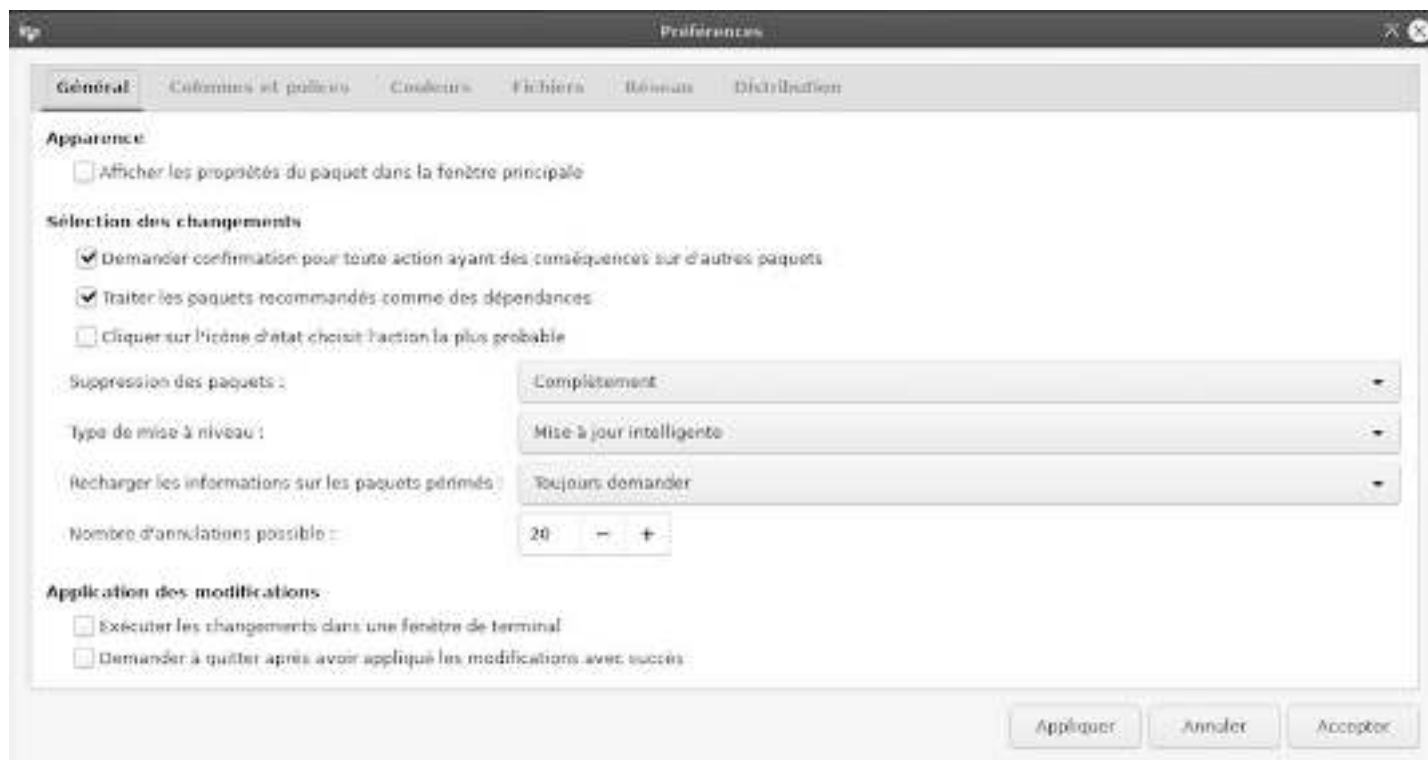 Préférences
Général Colonnes et polices Couleurs Fichiers Réseau Distribution
Apparence
Afficher les propriétés du paquet dans la fenêtre principale
Sélection des changements
Demander confirmation pour toute action ayant des conséquences sur d'autres paquets
Traiter les paquets recommandés comme des dépendances
Cliquer sur l'icône d'état choisit l'action la plus probable
Suppression des paquets : Complètement
Type de mise à niveau : Mise à jour intelligente
Recharger les informations sur les paquets périmés : Toujours demander
Nombre d'annulations possible : 20 − +
Application des modifications
Exécuter les changements dans une fenêtre de terminal
Demander à quitter après avoir appliqué les modifications avec succès
Appliquer Annuler Accepter